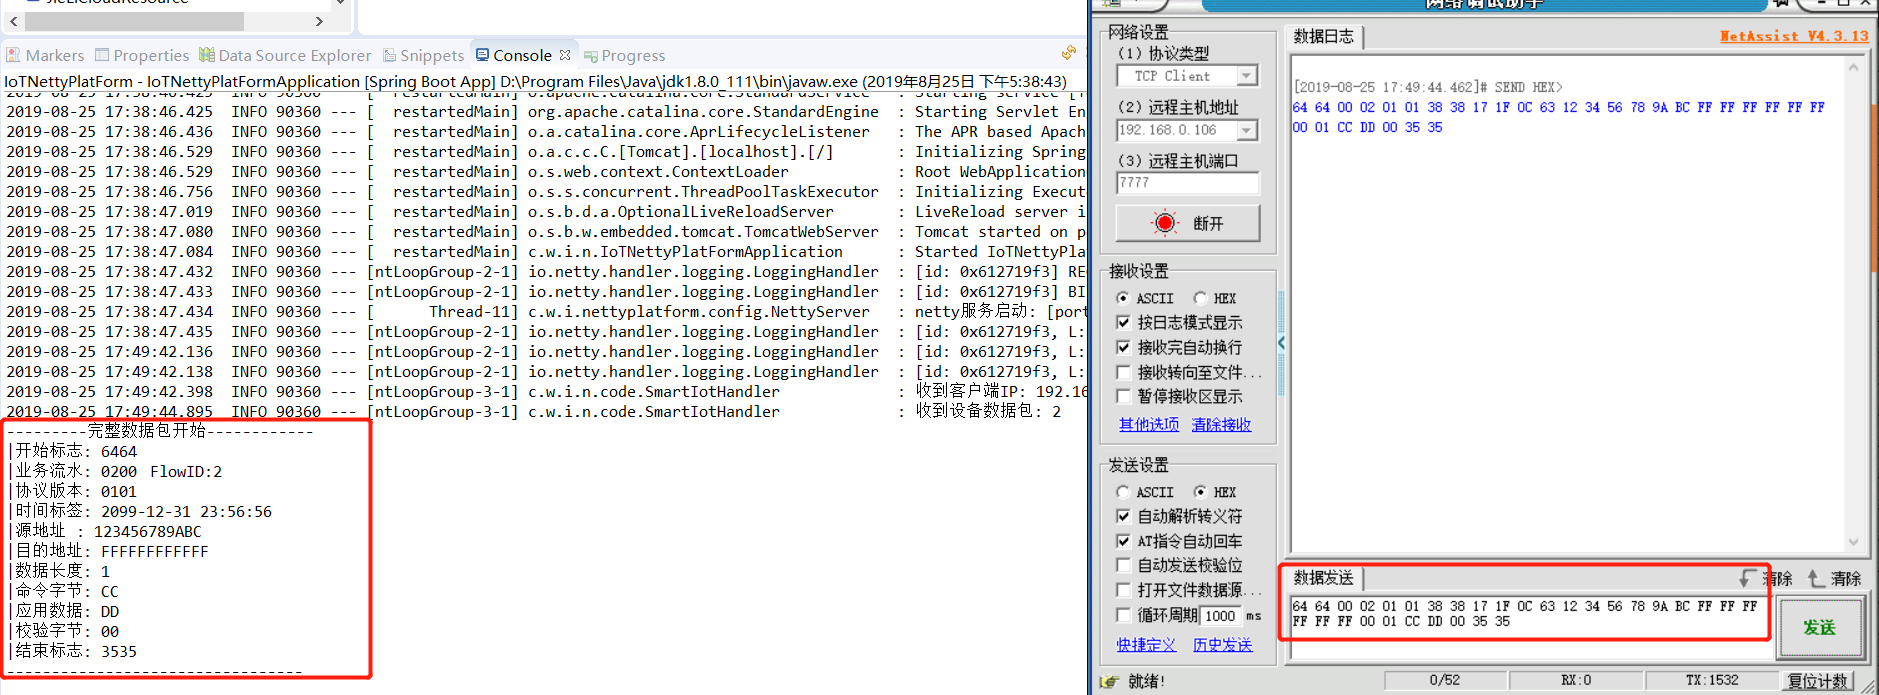 Markers Properties Data Source Explorer Snippets Console Progress
IoTNettyPlatForm - IoTNettyPlatFormApplication [Spring Boot App] D:\Program Files\Java\jdk1.8.0_111\bin\javaw.exe (2019年8月25日 下午5:38:43)
2019-08-25 17:38:46.425 INFO 90360 --- [ restartedMain] org.apache.catalina.core.StandardEngine : Starting Servlet En
2019-08-25 17:38:46.436 INFO 90360 --- [ restartedMain] o.a.catalina.core.AprLifecycleListener : The APR based Apach
2019-08-25 17:38:46.529 INFO 90360 --- [ restartedMain] o.a.c.c.C.[Tomcat].[localhost].[/] : Initializing Spring
2019-08-25 17:38:46.529 INFO 90360 --- [ restartedMain] o.s.web.context.ContextLoader : Root WebApplication
2019-08-25 17:38:46.756 INFO 90360 --- [ restartedMain] o.s.s.concurrent.ThreadPoolTaskExecutor : Initializing Execut
2019-08-25 17:38:47.019 INFO 90360 --- [ restartedMain] o.s.b.d.a.OptionalLiveReloadServer : LiveReload server i
2019-08-25 17:38:47.080 INFO 90360 --- [ restartedMain] o.s.b.w.embedded.tomcat.TomcatWebServer : Tomcat started on p
2019-08-25 17:38:47.084 INFO 90360 --- [ restartedMain] c.w.i.n.IoTNettyPlatFormApplication : Started IoTNettyPla
2019-08-25 17:38:47.432 INFO 90360 --- [ntLoopGroup-2-1] io.netty.handler.logging.LoggingHandler : [id: 0x612719f3] RE
2019-08-25 17:38:47.433 INFO 90360 --- [ntLoopGroup-2-1] io.netty.handler.logging.LoggingHandler : [id: 0x612719f3] BI
2019-08-25 17:38:47.434 INFO 90360 --- [ Thread-11] c.w.i.nettyplatform.config.NettyServer : netty服务启动: [port
2019-08-25 17:38:47.435 INFO 90360 --- [ntLoopGroup-2-1] io.netty.handler.logging.LoggingHandler : [id: 0x612719f3, L:
2019-08-25 17:49:42.136 INFO 90360 --- [ntLoopGroup-2-1] io.netty.handler.logging.LoggingHandler : [id: 0x612719f3, L:
2019-08-25 17:49:42.138 INFO 90360 --- [ntLoopGroup-2-1] io.netty.handler.logging.LoggingHandler : [id: 0x612719f3, L:
2019-08-25 17:49:42.398 INFO 90360 --- [ntLoopGroup-3-1] c.w.i.n.code.SmartIotHandler : 收到客户端IP: 192.16
2019-08-25 17:49:44.895 INFO 90360 --- [ntLoopGroup-3-1] c.w.i.n.code.SmartIotHandler : 收到设备数据包: 2
---------完整数据包开始------------
|开始标志: 6464
|业务流水: 0200 FlowID:2
|协议版本: 0101
|时间标签: 2099-12-31 23:56:56
|源地址 : 123456789ABC
|目的地址: FFFFFFFFFFFF
|数据长度: 1
|命令字节: CC
|应用数据: DD
|校验字节: 00
|结束标志: 3535
---------------------------------
网络调试助手
网络设置
(1) 协议类型
TCP Client
(2) 远程主机地址
192.168.0.106
(3) 远程主机端口
7777
断开
接收设置
ASCII HEX
按日志模式显示
接收完自动换行
接收转向至文件...
暂停接收区显示
其他选项 清除接收
发送设置
ASCII HEX
自动解析转义符
AT指令自动回车
自动发送校验位
打开文件数据源...
循环周期 1000 ms
快捷定义 历史发送
就绪!
数据日志
NetAssist V4.3.13
[2019-08-25 17:49:44.462]# SEND HEX>
64 64 00 02 01 01 38 38 17 1F 0C 63 12 34 56 78 9A BC FF FF FF FF FF FF
00 01 CC DD 00 35 35
数据发送 清除 清除
64 64 00 02 01 01 38 38 17 1F 0C 63 12 34 56 78 9A BC FF FF FF
FF FF FF 00 01 CC DD 00 35 35
发送
0/52 RX:0 TX:1532 复位计数